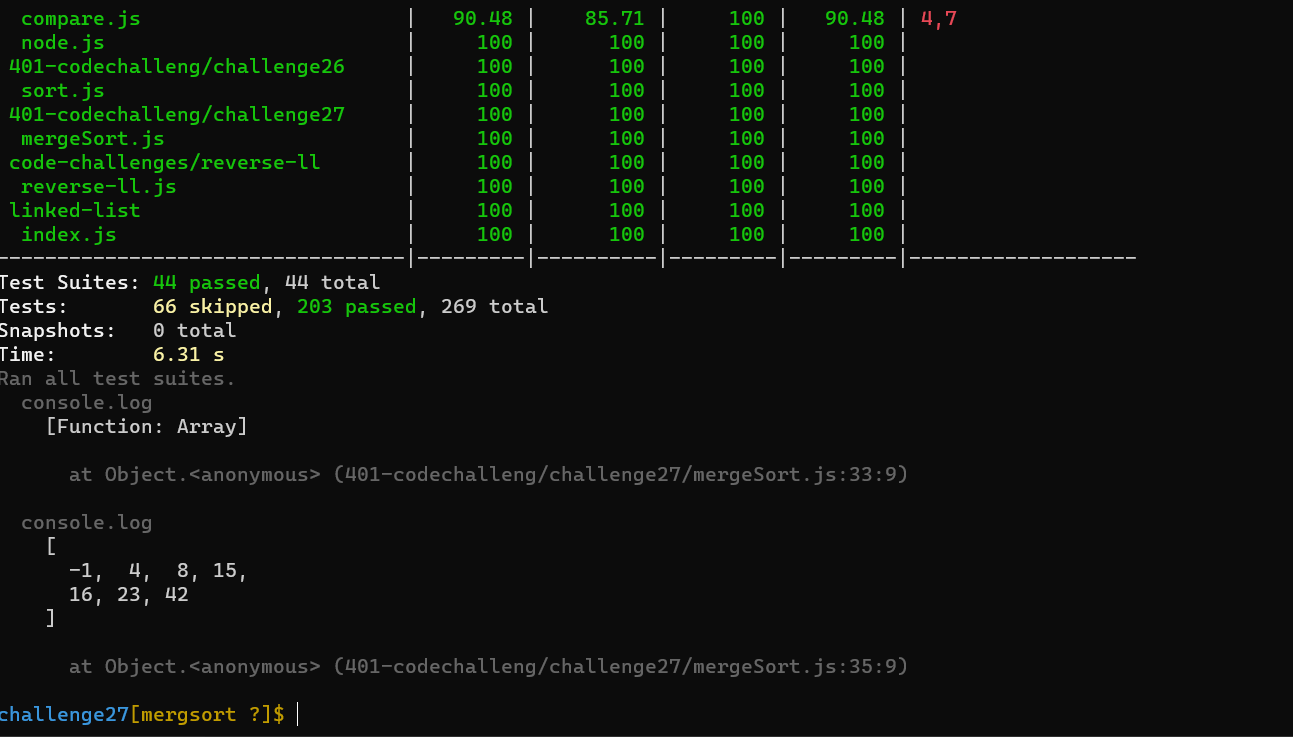 compare.js | 90.48 | 85.71 | 100 | 90.48 | 4,7
node.js | 100 | 100 | 100 | 100 |
401-codechalleng/challenge26 | 100 | 100 | 100 | 100 |
sort.js | 100 | 100 | 100 | 100 |
401-codechalleng/challenge27 | 100 | 100 | 100 | 100 |
mergeSort.js | 100 | 100 | 100 | 100 |
code-challenges/reverse-ll | 100 | 100 | 100 | 100 |
reverse-ll.js | 100 | 100 | 100 | 100 |
linked-list | 100 | 100 | 100 | 100 |
index.js | 100 | 100 | 100 | 100 |
----------------------------------|---------|----------|---------|---------|-------------------
Test Suites: 44 passed, 44 total
Tests: 66 skipped, 203 passed, 269 total
Snapshots: 0 total
Time: 6.31 s
Ran all test suites.
console.log
[Function: Array]
at Object.<anonymous> (401-codechalleng/challenge27/mergeSort.js:33:9)
console.log
[
-1, 4, 8, 15,
16, 23, 42
]
at Object.<anonymous> (401-codechalleng/challenge27/mergeSort.js:35:9)
challenge27[mergsort ?]$